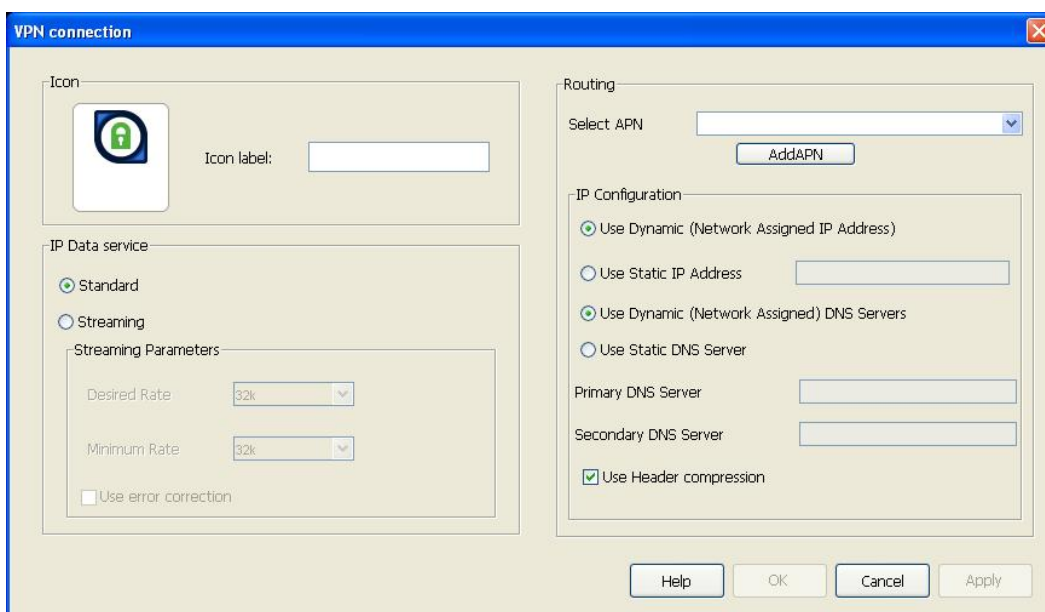 VPN connection
Icon
Icon label:
IP Data service
Standard
Streaming
Streaming Parameters
Desired Rate 32k
Minimum Rate 32k
Use error correction
Routing
Select APN
AddAPN
IP Configuration
Use Dynamic (Network Assigned IP Address)
Use Static IP Address
Use Dynamic (Network Assigned) DNS Servers
Use Static DNS Server
Primary DNS Server
Secondary DNS Server
Use Header compression
Help OK Cancel Apply